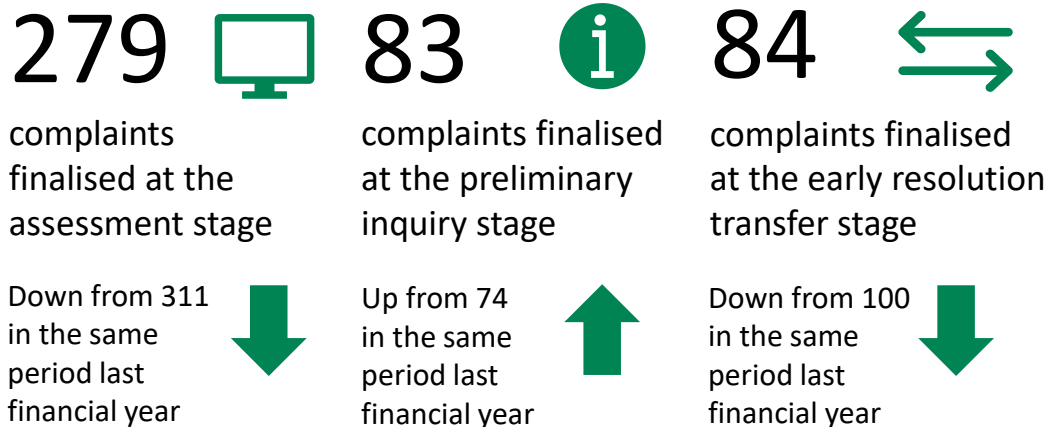 279
complaints
finalised at the
assessment stage
Down from 311
in the same
period last
financial year
83
complaints finalised
at the preliminary
inquiry stage
Up from 74
in the same
period last
financial year
84
complaints finalised
at the early resolution
transfer stage
Down from 100
in the same
period last
financial year